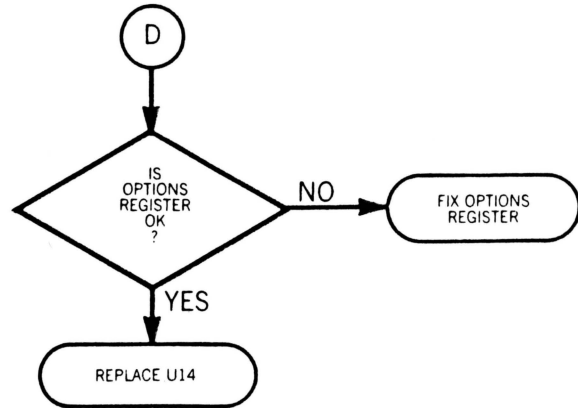 D
IS
OPTIONS
REGISTER
OK
?
NO
FIX OPTIONS
REGISTER
YES
REPLACE U14